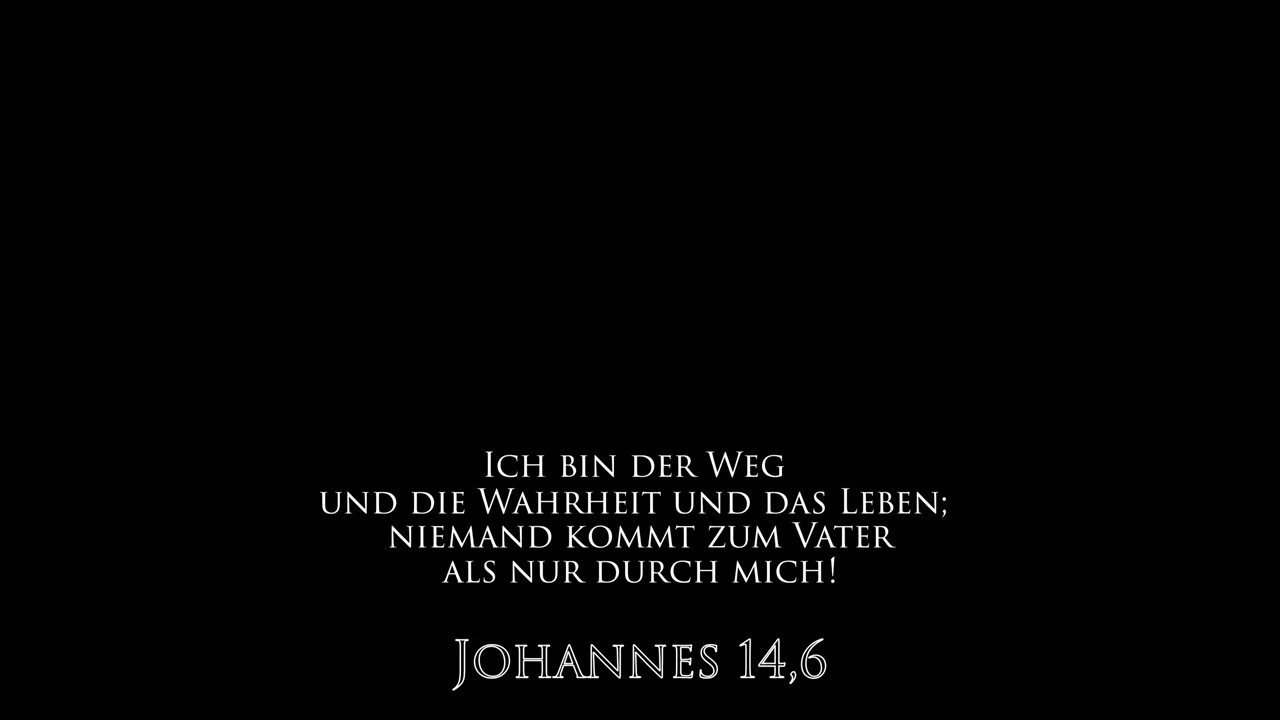 Ich bin der Weg
und die Wahrheit und das Leben;
niemand kommt zum Vater
als nur durch mich!
Johannes 14,6